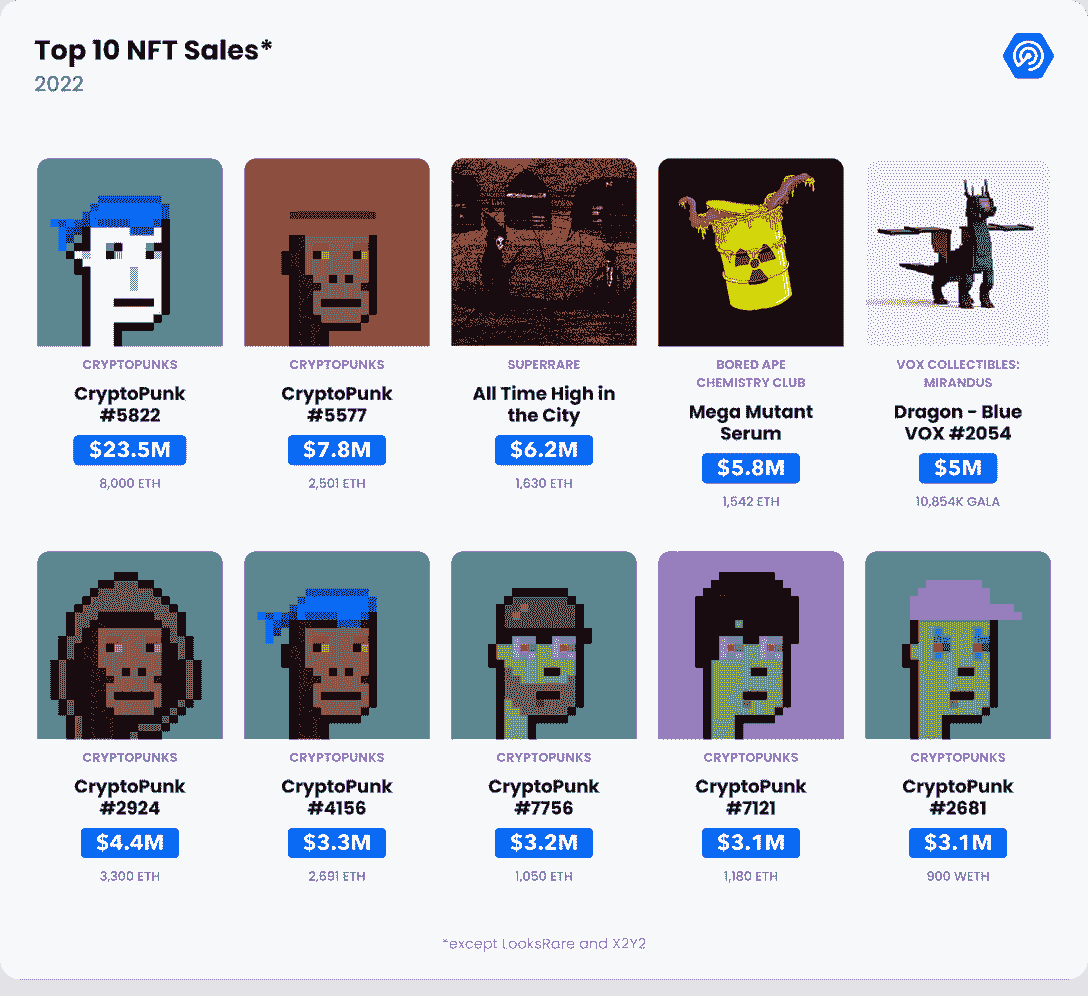 Top 10 NFT Sales*
2022
CRYPTOPUNKS
CryptoPunk
#5822
$23.5M
8,000 ETH
CRYPTOPUNKS
CryptoPunk
#5577
$7.8M
2,501 ETH
SUPERRARE
All Time High in
the City
$6.2M
1,630 ETH
BORED APE
CHEMISTRY CLUB
Mega Mutant
Serum
$5.8M
1,542 ETH
VOX COLLECTIBLES:
MIRANDUS
Dragon - Blue
VOX #2054
$5M
10,854K GALA
CRYPTOPUNKS
CryptoPunk
#2924
$4.4M
3,300 ETH
CRYPTOPUNKS
CryptoPunk
#4156
$3.3M
2,691 ETH
CRYPTOPUNKS
CryptoPunk
#7756
$3.2M
1,050 ETH
CRYPTOPUNKS
CryptoPunk
#7121
$3.1M
1,180 ETH
CRYPTOPUNKS
CryptoPunk
#2681
$3.1M
900 WETH
*except LooksRare and X2Y2